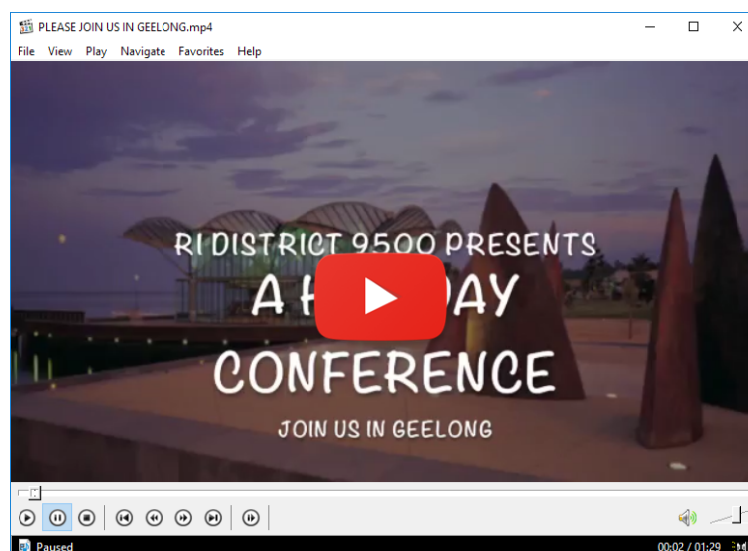 PLEASE JOIN US IN GEELONG.mp4
File View Play Navigate Favorites Help
RI DISTRICT 9500 PRESENTS
A AY
CONFERENCE
JOIN US IN GEELONG
Paused 00:02 / 01:29